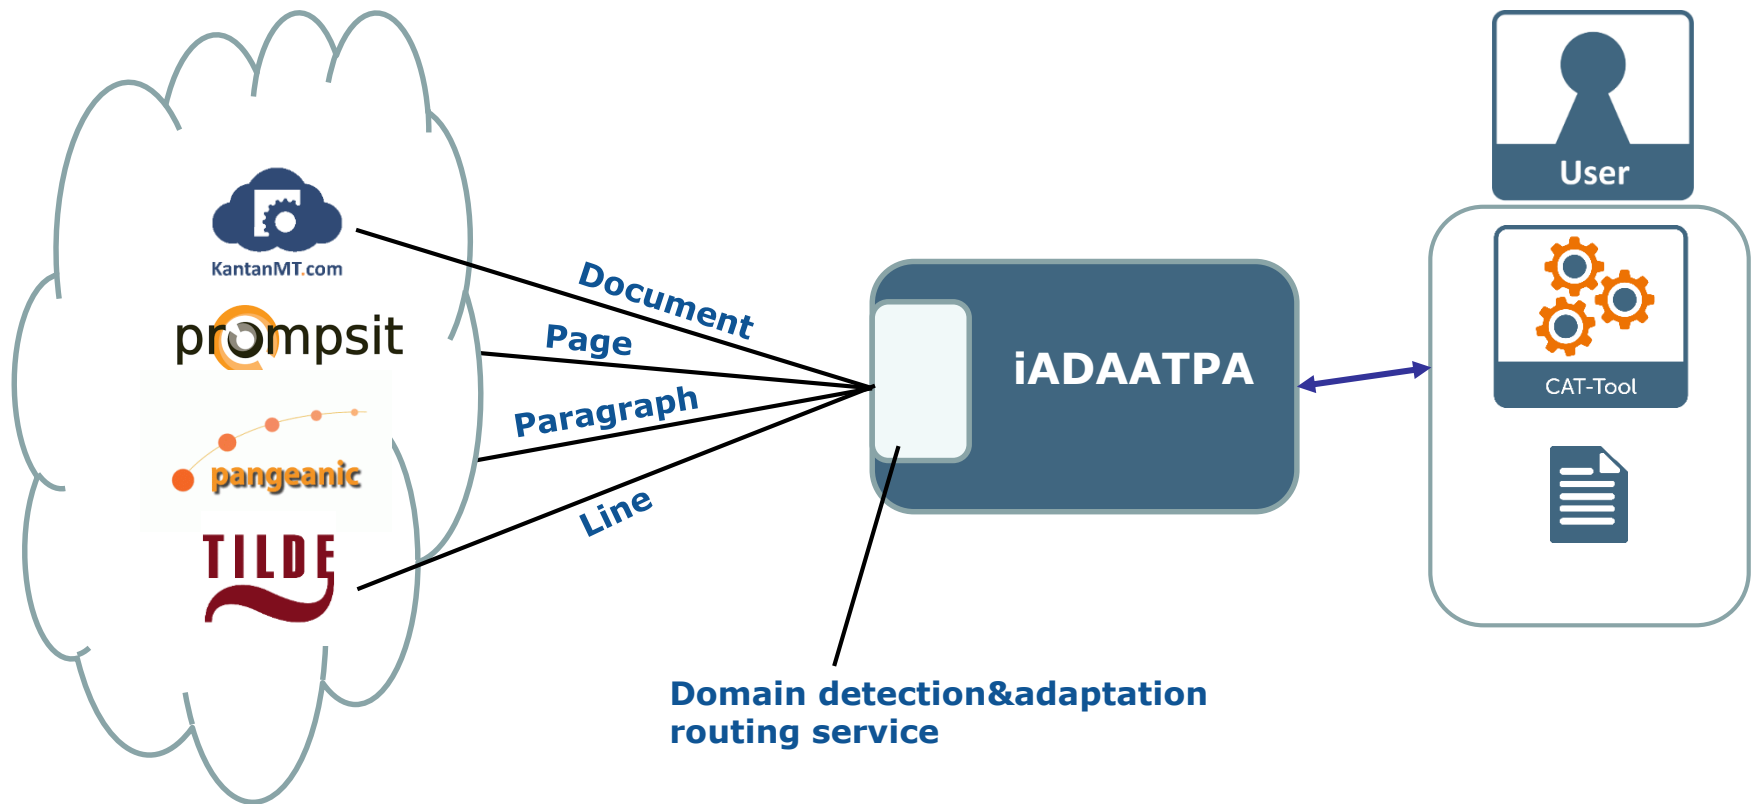 User
KantanMT.com
prompsit
pangeanic
TILDE
Document
Page
Paragraph
Line
iADAATPA
CAT-Tool
Domain detection&adaptation
routing service